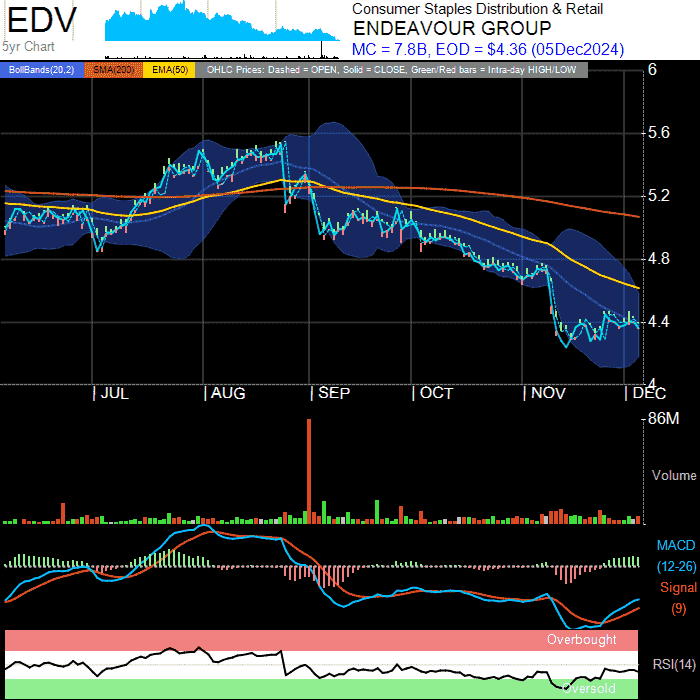 EDV
5yr Chart
Consumer Staples Distribution & Retail
ENDEAVOUR GROUP
MC = 7.8B, EOD = $4.36 (05Dec2024)
BollBands(20,2) SMA(200) EMA(50) OHLC Prices: Dashed = OPEN, Solid = CLOSE, Green/Red bars = Intra-day HIGH/LOW
6
5.6
5.2
4.8
4.4
4
| JUL | AUG | SEP | OCT | NOV | DEC
86M
Volume
MACD
(12-26)
Signal
(9)
Overbought
RSI(14)
Oversold